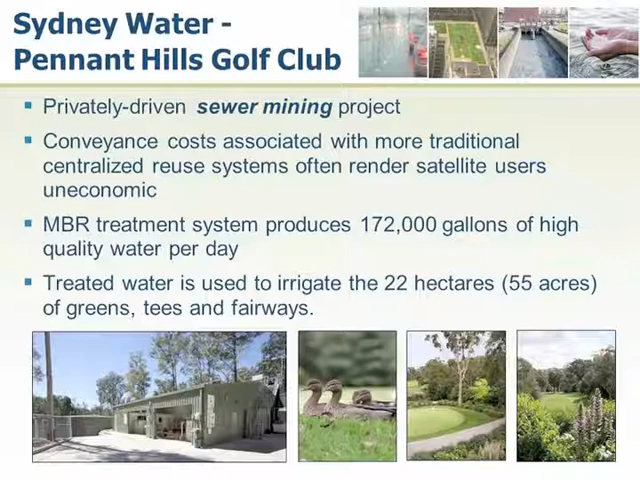 Sydney Water -
Pennant Hills Golf Club
▪ Privately-driven sewer mining project
▪ Conveyance costs associated with more traditional
centralized reuse systems often render satellite users
uneconomic
▪ MBR treatment system produces 172,000 gallons of high
quality water per day
▪ Treated water is used to irrigate the 22 hectares (55 acres)
of greens, tees and fairways.